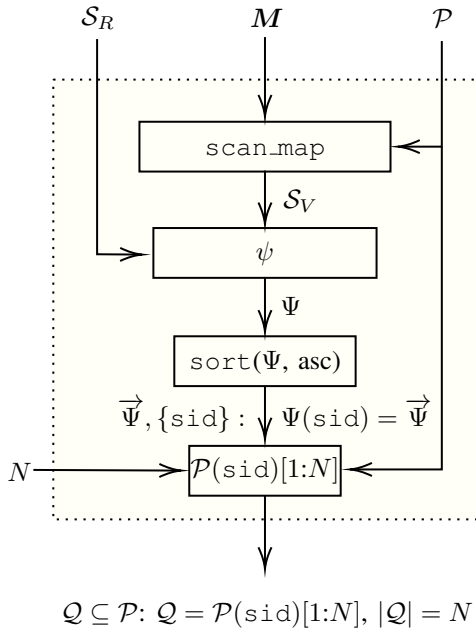 𝒮_R M 𝒫
scan_map
𝒮_V
ψ
Ψ
sort(Ψ, asc)
Ψ⃗, {sid} : Ψ(sid) = Ψ⃗
N 𝒫(sid)[1:N]
𝒬 ⊆ 𝒫: 𝒬 = 𝒫(sid)[1:N], |𝒬| = N